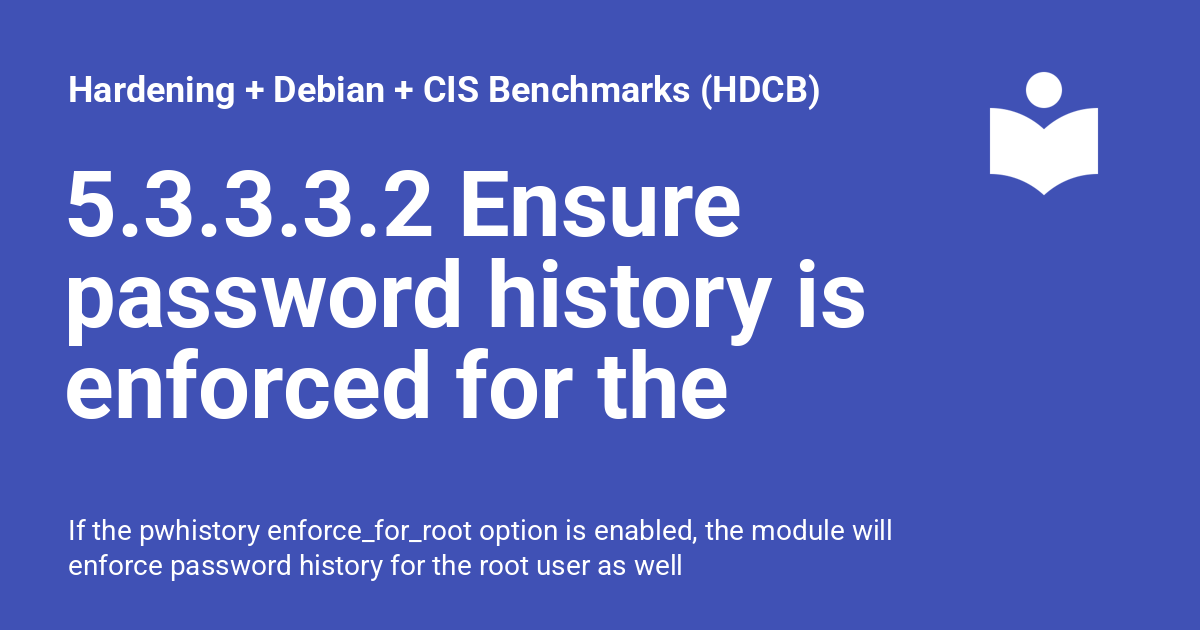 Hardening + Debian + CIS Benchmarks (HDCB)
5.3.3.3.2 Ensure
password history is
enforced for the
If the pwhistory enforce_for_root option is enabled, the module will
enforce password history for the root user as well